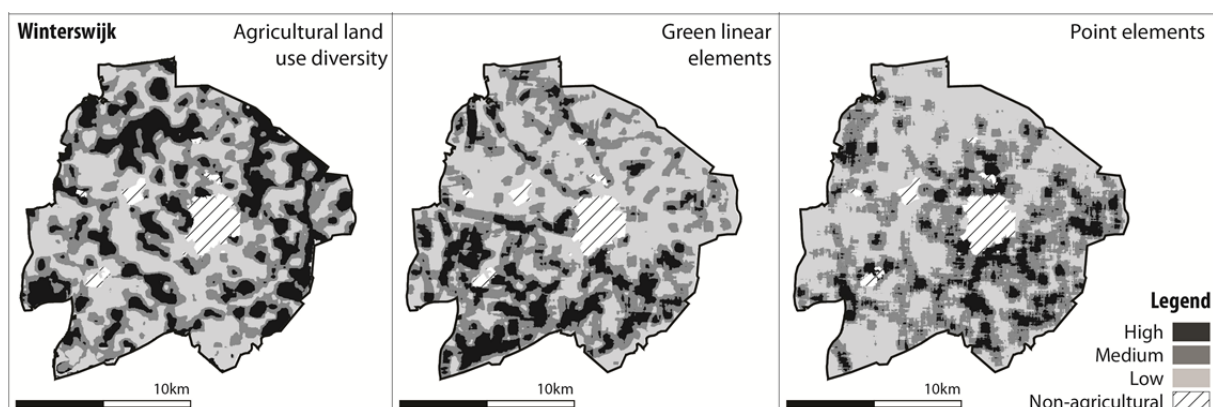 Winterswijk
Agricultural land
use diversity
10km
Green linear
elements
10km
Point elements
Legend
High
Medium
Low
Non-agricultural
10km